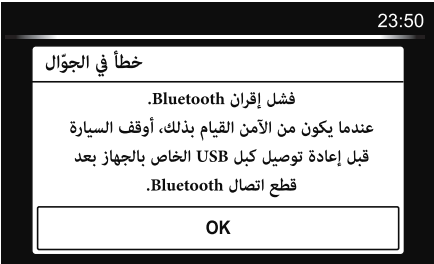 23:50
خطأ في الجوّال
فشل إقران Bluetooth.
عندما يكون من الآمن القيام بذلك، أوقف السيارة
قبل إعادة توصيل كبل USB الخاص بالجهاز بعد
قطع اتصال Bluetooth.
OK